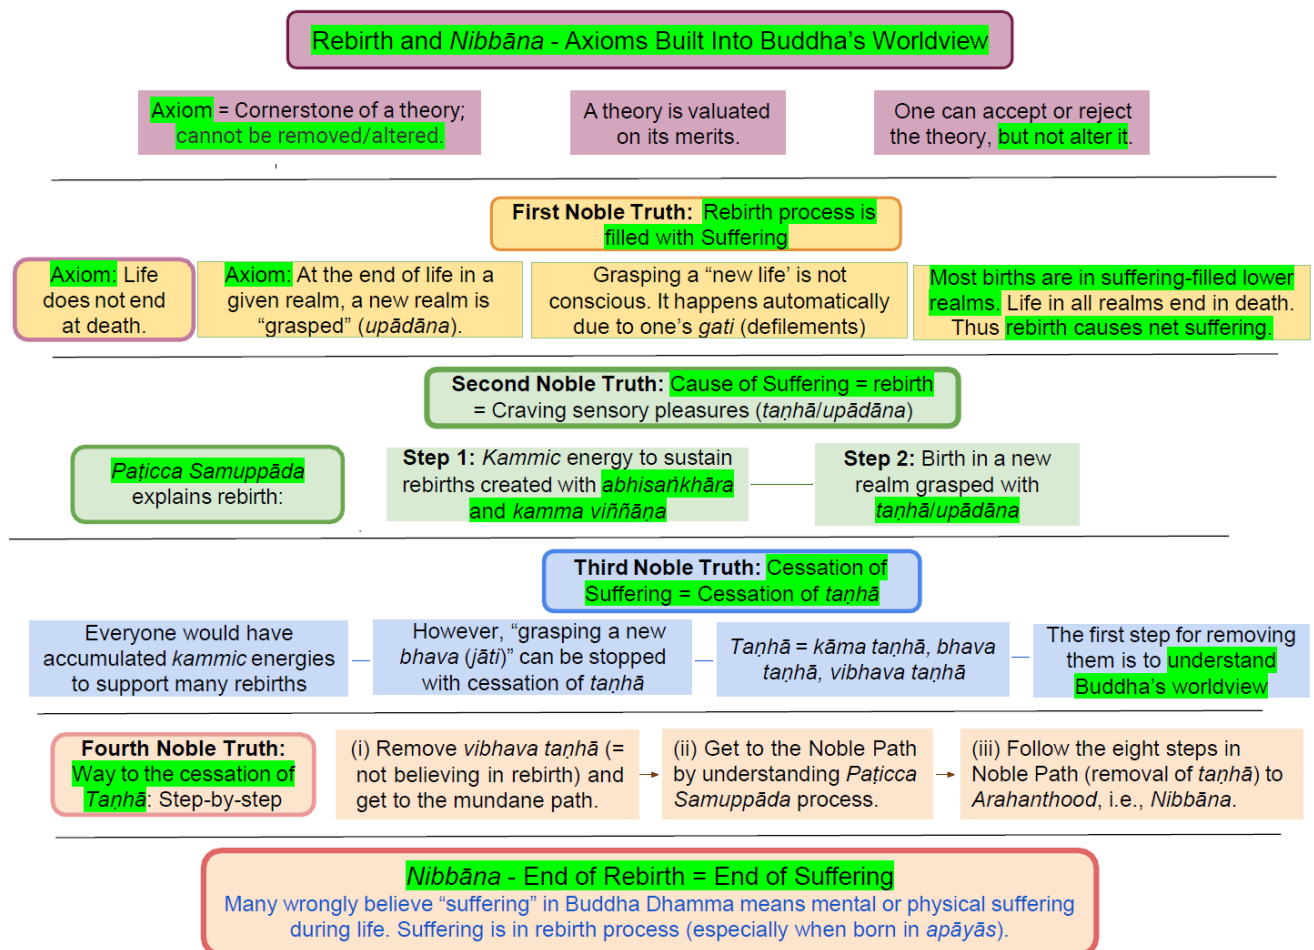 Rebirth and Nibbāna - Axioms Built Into Buddha's Worldview
Axiom = Cornerstone of a theory;
cannot be removed/altered.
A theory is valuated
on its merits.
One can accept or reject
the theory, but not alter it.
First Noble Truth: Rebirth process is
filled with Suffering
Axiom: Life
does not end
at death.
Axiom: At the end of life in a
given realm, a new realm is
“grasped” (upādāna).
Grasping a “new life’ is not
conscious. It happens automatically
due to one's gati (defilements)
Most births are in suffering-filled lower
realms. Life in all realms end in death.
Thus rebirth causes net suffering.
Second Noble Truth: Cause of Suffering = rebirth
= Craving sensory pleasures (taṇhā/upādāna)
Paṭicca Samuppāda
explains rebirth:
Step 1: Kammic energy to sustain
rebirths created with abhisaṅkhāra
and kamma viññāṇa
Step 2: Birth in a new
realm grasped with
taṇhā/upādāna
Third Noble Truth: Cessation of
Suffering = Cessation of taṇhā
Everyone would have
accumulated kammic energies
to support many rebirths
However, “grasping a new
bhava (jāti)” can be stopped
with cessation of taṇhā
Taṇhā = kāma taṇhā, bhava
taṇhā, vibhava taṇhā
The first step for removing
them is to understand
Buddha's worldview
Fourth Noble Truth:
Way to the cessation of
Taṇhā: Step-by-step
(i) Remove vibhava taṇhā (=
not believing in rebirth) and
get to the mundane path.
(ii) Get to the Noble Path
by understanding Paṭicca
Samuppāda process.
(iii) Follow the eight steps in
Noble Path (removal of taṇhā) to
Arahanthood, i.e., Nibbāna.
Nibbāna - End of Rebirth = End of Suffering
Many wrongly believe “suffering” in Buddha Dhamma means mental or physical suffering
during life. Suffering is in rebirth process (especially when born in apāyās).